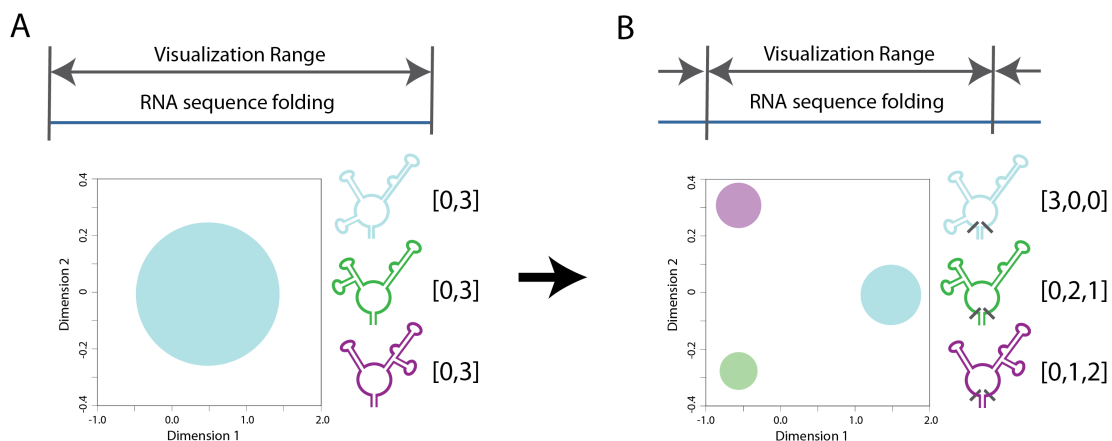 A
Visualization Range
RNA sequence folding
0.4
0.2
0
-0.2
-0.4
Dimension 2
-1.0
0.0
1.0
2.0
Dimension 1
[0,3]
[0,3]
[0,3]
B
Visualization Range
RNA sequence folding
0.4
0.2
0
-0.2
-0.4
Dimension 2
-1.0
0.0
1.0
2.0
Dimension 1
[3,0,0]
[0,2,1]
[0,1,2]